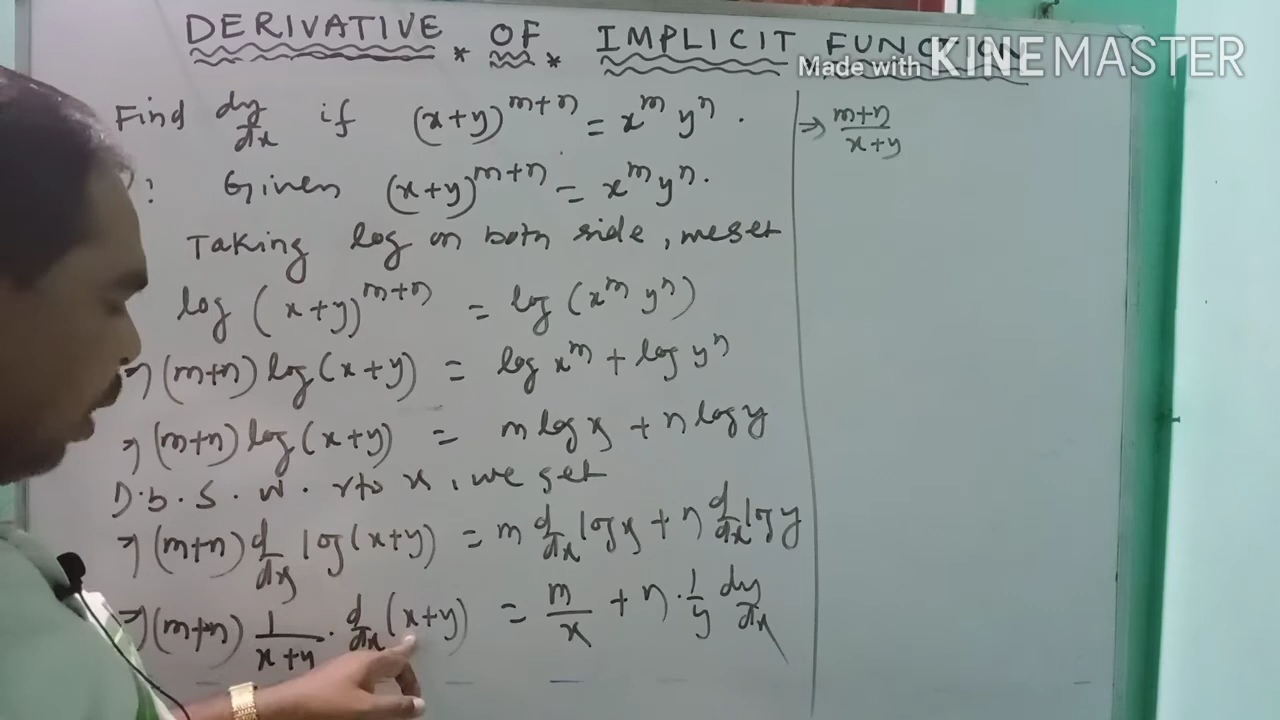 DERIVATIVE * OF * IMPLICIT FUNCTION
Made with KINEMASTER
Find dy/dx if (x+y)^m+n = x^m y^n.
: Given (x+y)^m+n = x^m y^n.
Taking log on both side, we get
log (x+y)^m+n = log (x^m y^n)
⇒ (m+n) log(x+y) = log x^m + log y^n
⇒ (m+n) log(x+y) = m log x + n log y
D.b.S.w.r to x, we get
⇒ (m+n) d/dx log(x+y) = m d/dx log x + n d/dx log y
⇒ (m+n) 1/x+y . d/dx (x+y) = m/x + n . 1/y dy/dx
⇒ m+n/x+y